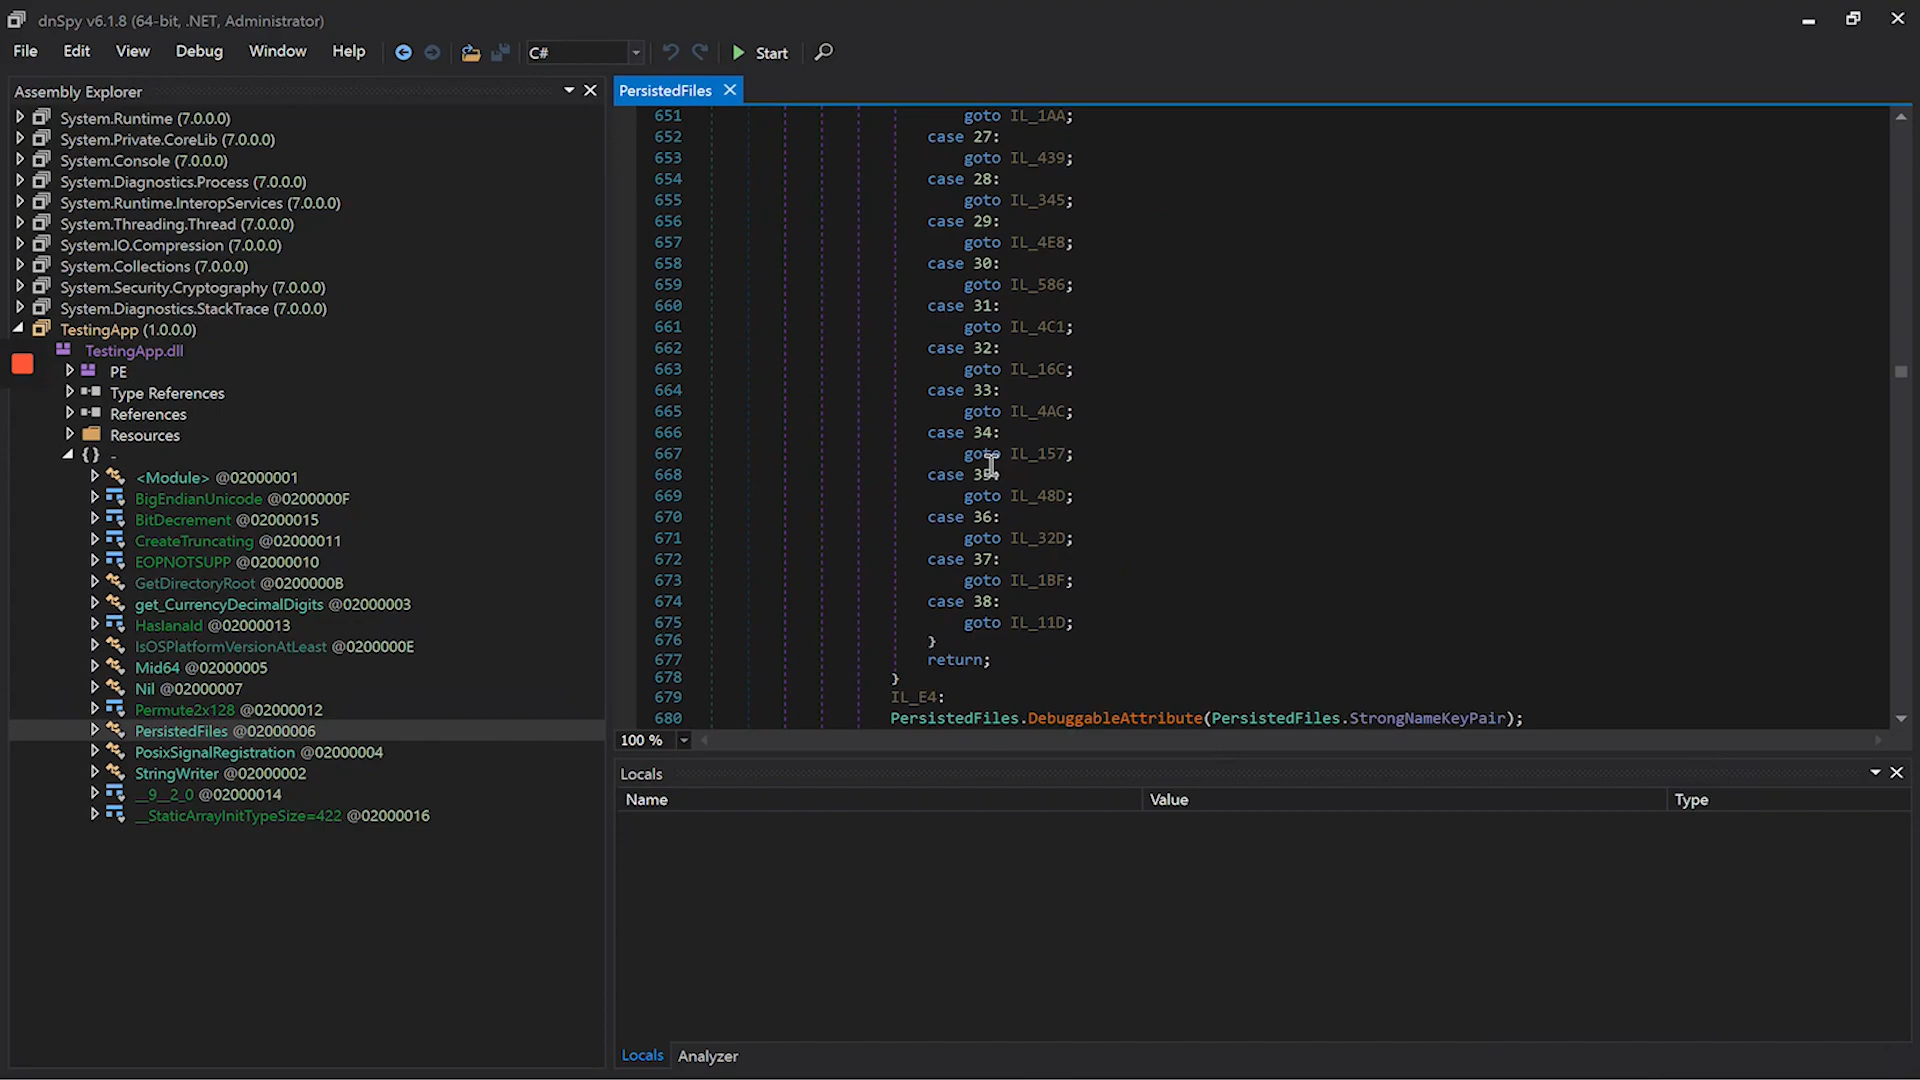 dnSpy v6.1.8 (64-bit, .NET, Administrator)
File Edit View Debug Window Help C# Start
Assembly Explorer
System.Runtime (7.0.0.0)
System.Private.CoreLib (7.0.0.0)
System.Console (7.0.0.0)
System.Diagnostics.Process (7.0.0.0)
System.Runtime.InteropServices (7.0.0.0)
System.Threading.Thread (7.0.0.0)
System.IO.Compression (7.0.0.0)
System.Collections (7.0.0.0)
System.Security.Cryptography (7.0.0.0)
System.Diagnostics.StackTrace (7.0.0.0)
TestingApp (1.0.0.0)
TestingApp.dll
PE
Type References
References
Resources
{ } -
<Module> @02000001
BigEndianUnicode @0200000F
BitDecrement @02000015
CreateTruncating @02000011
EOPNOTSUPP @02000010
GetDirectoryRoot @0200000B
get_CurrencyDecimalDigits @02000003
HasIanaId @02000013
IsOSPlatformVersionAtLeast @0200000E
Mid64 @02000005
Nil @02000007
Permute2x128 @02000012
PersistedFiles @02000006
PosixSignalRegistration @02000004
StringWriter @02000002
__9__2_0 @02000014
__StaticArrayInitTypeSize=422 @02000016
PersistedFiles
651 goto IL_1AA;
652 case 27:
653 goto IL_439;
654 case 28:
655 goto IL_345;
656 case 29:
657 goto IL_4E8;
658 case 30:
659 goto IL_586;
660 case 31:
661 goto IL_4C1;
662 case 32:
663 goto IL_16C;
664 case 33:
665 goto IL_4AC;
666 case 34:
667 goto IL_157;
668 case 35:
669 goto IL_48D;
670 case 36:
671 goto IL_32D;
672 case 37:
673 goto IL_1BF;
674 case 38:
675 goto IL_11D;
676 }
677 return;
678 }
679 IL_E4:
680 PersistedFiles.DebuggableAttribute(PersistedFiles.StrongNameKeyPair);
100 %
Locals
Name Value Type
Locals Analyzer